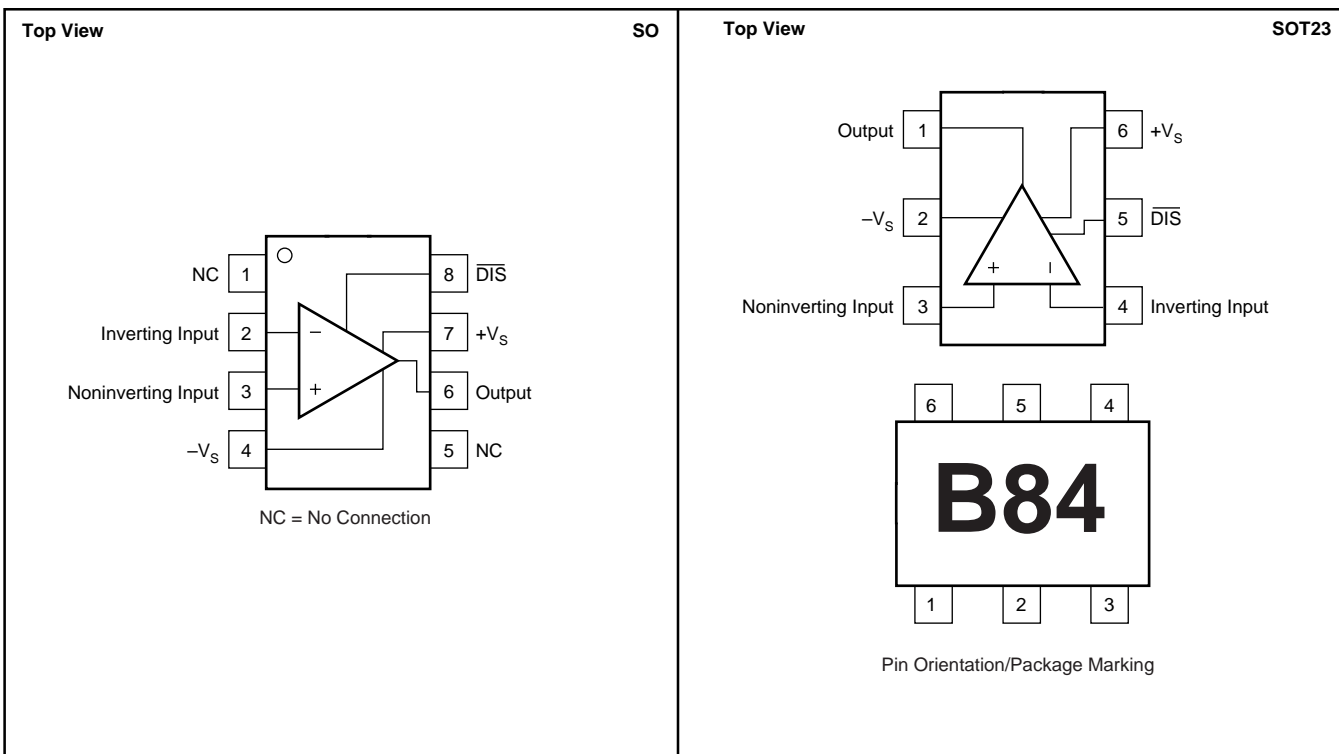 Top View SO
NC 1 8 D̅I̅S̅
Inverting Input 2 − 7 +VS
Noninverting Input 3 + 6 Output
–VS 4 5 NC
NC = No Connection
Top View SOT23
Output 1 6 +VS
–VS 2 5 D̅I̅S̅
+ −
Noninverting Input 3 4 Inverting Input
6 5 4
B84
1 2 3
Pin Orientation/Package Marking